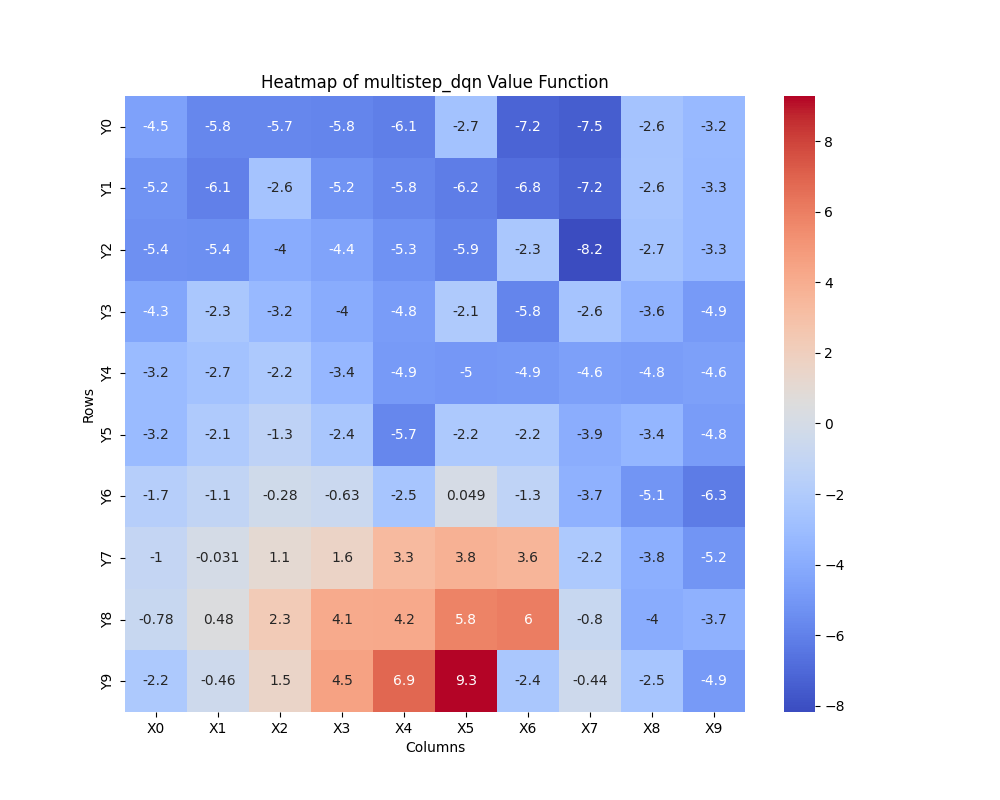 Heatmap of multistep_dqn Value Function
Y0 -4.5 -5.8 -5.7 -5.8 -6.1 -2.7 -7.2 -7.5 -2.6 -3.2
Y1 -5.2 -6.1 -2.6 -5.2 -5.8 -6.2 -6.8 -7.2 -2.6 -3.3
Y2 -5.4 -5.4 -4 -4.4 -5.3 -5.9 -2.3 -8.2 -2.7 -3.3
Y3 -4.3 -2.3 -3.2 -4 -4.8 -2.1 -5.8 -2.6 -3.6 -4.9
Y4 -3.2 -2.7 -2.2 -3.4 -4.9 -5 -4.9 -4.6 -4.8 -4.6
Y5 -3.2 -2.1 -1.3 -2.4 -5.7 -2.2 -2.2 -3.9 -3.4 -4.8
Y6 -1.7 -1.1 -0.28 -0.63 -2.5 0.049 -1.3 -3.7 -5.1 -6.3
Y7 -1 -0.031 1.1 1.6 3.3 3.8 3.6 -2.2 -3.8 -5.2
Y8 -0.78 0.48 2.3 4.1 4.2 5.8 6 -0.8 -4 -3.7
Y9 -2.2 -0.46 1.5 4.5 6.9 9.3 -2.4 -0.44 -2.5 -4.9
X0 X1 X2 X3 X4 X5 X6 X7 X8 X9
Columns
Rows
8
6
4
2
0
-2
-4
-6
-8